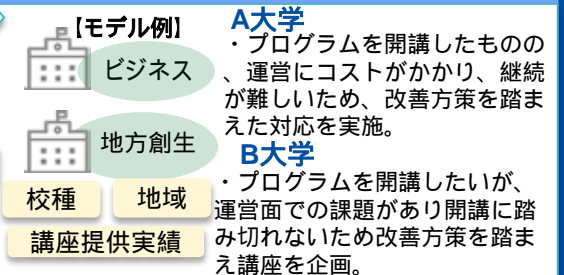 【モデル例】
ビジネス
地方創生
校種
地域
講座提供実績
A大学
・プログラムを開講したものの
、運営にコストがかかり、継続
が難しいため、改善方策を踏ま
えた対応を実施。
B大学
・プログラムを開講したいが、
運営面での課題があり開講に踏
み切れないため改善方策を踏ま
え講座を企画。